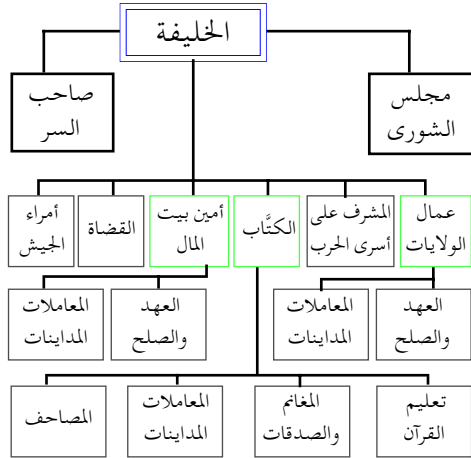 الخليفة
مجلس
الشورى
صاحب
السر
عمال
الولايات
المشرف على
أسرى الحرب
الكتَّاب
أمين بيت
المال
القضاة
أمراء
الجيش
العهد
والصلح
المعاملات
المداينات
العهد
والصلح
المعاملات
المداينات
تعليم
القرآن
المغانم
والصدقات
المعاملات
المداينات
المصاحف